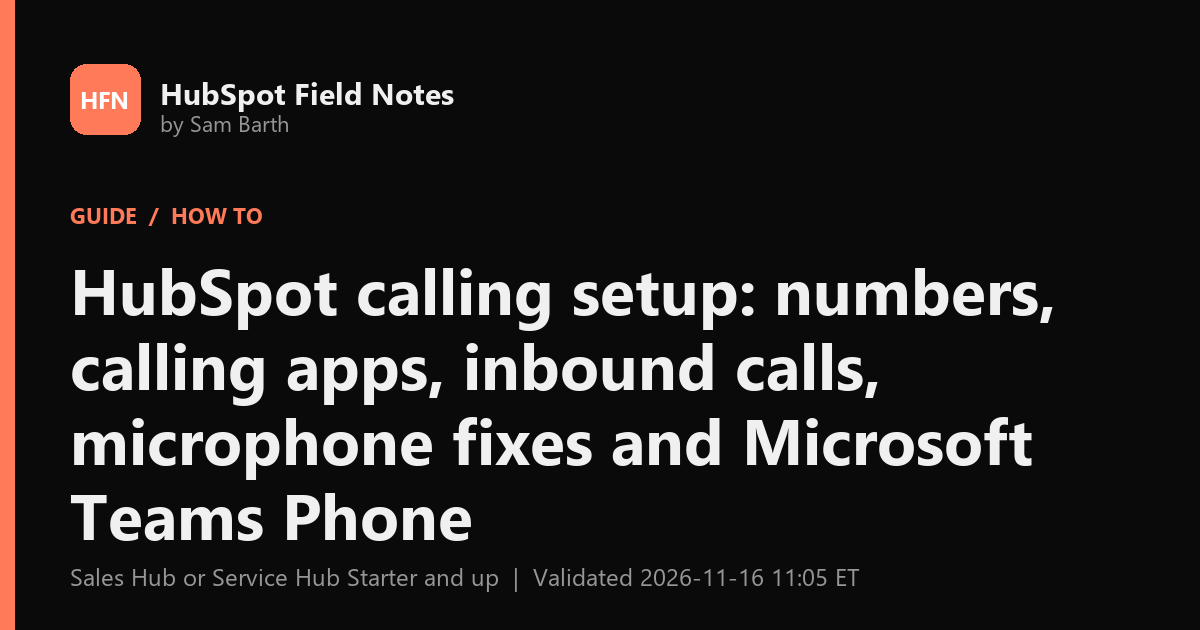 HFN
HubSpot Field Notes
by Sam Barth
GUIDE / HOW TO
HubSpot calling setup: numbers,
calling apps, inbound calls,
microphone fixes and Microsoft
Teams Phone
Sales Hub or Service Hub Starter and up | Validated 2026-11-16 11:05 ET